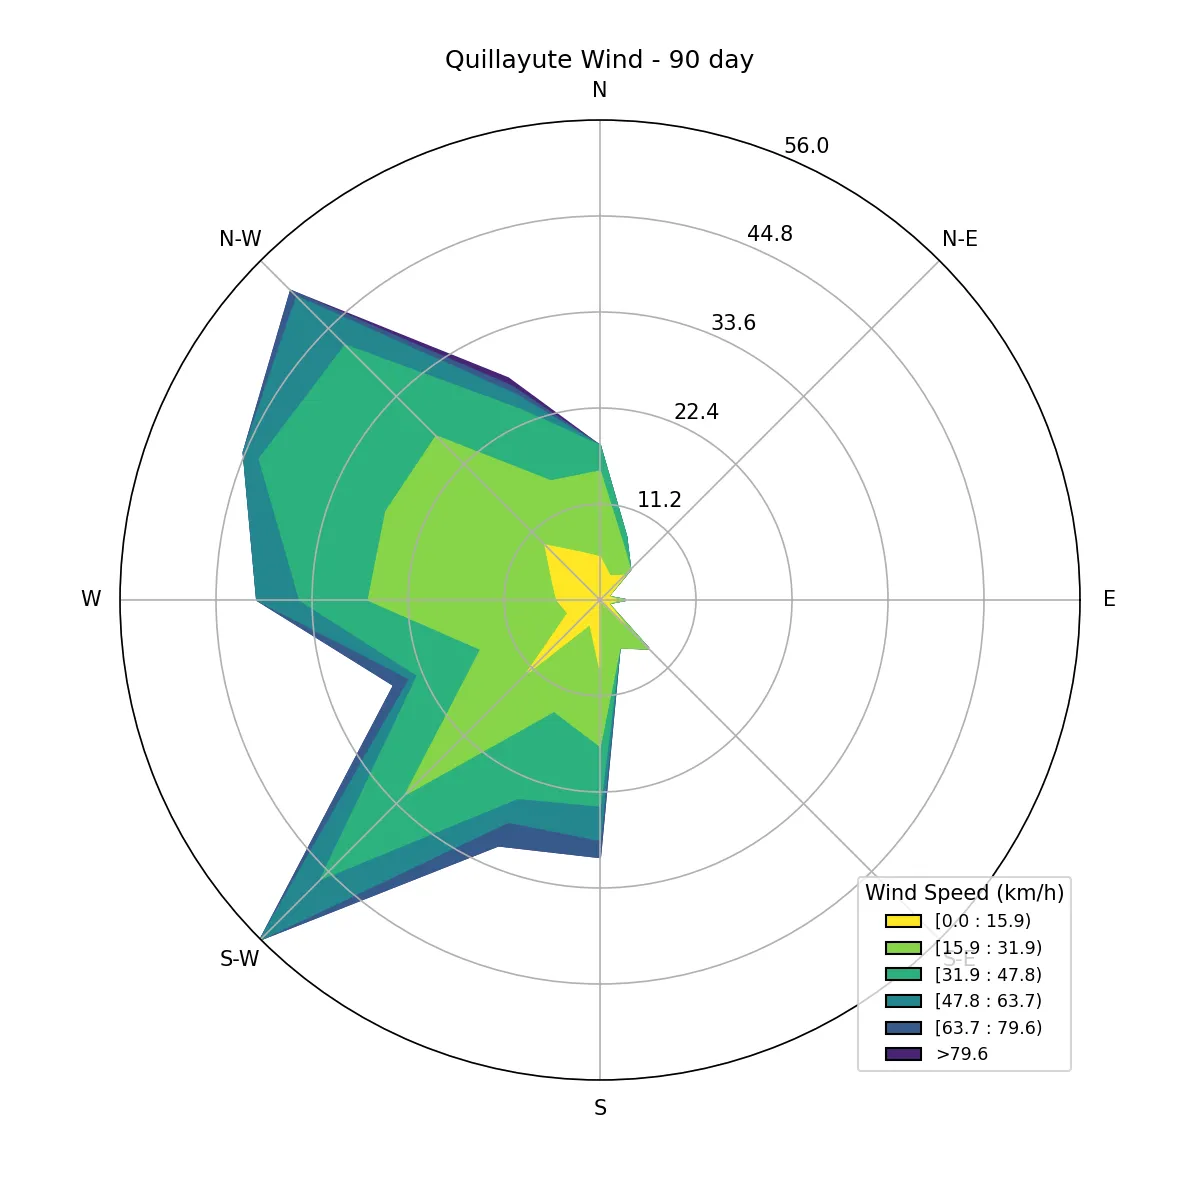 Quillayute Wind - 90 day
N
56.0
44.8
N-W
N-E
33.6
22.4
11.2
W
E
Wind Speed (km/h)
[0.0 : 15.9)
[15.9 : 31.9)
S-W
S-E
[31.9 : 47.8)
[47.8 : 63.7)
[63.7 : 79.6)
>79.6
S